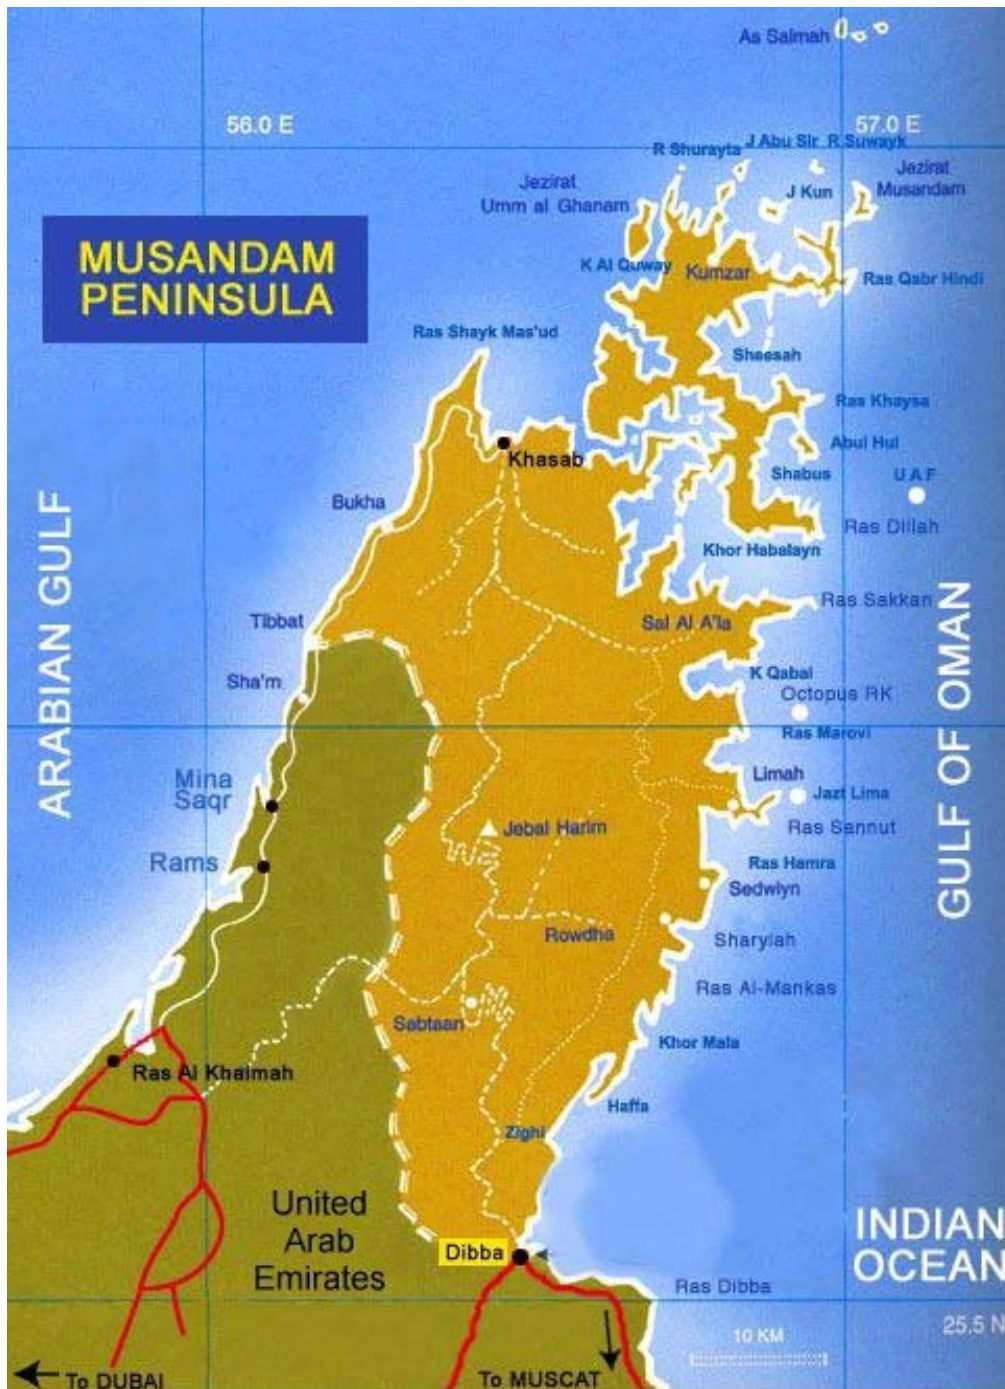 As Salmah
56.0 E
57.0 E
R Shurayta
J Abu Sir
R Suwayk
Jezirat
Musandam
Jezirat
Umm al Ghanam
J Kun
MUSANDAM
PENINSULA
K Al Quway
Kumzar
Ras Qabr Hindi
Ras Shayk Mas'ud
Sheesah
Ras Khaysa
Abul Hul
Khasab
Shabus
U A F
Bukha
Ras Dillah
Khor Habalayn
ARABIAN GULF
GULF OF OMAN
Ras Sakkan
Tibbat
Sal Al A'la
Sha'm
K Qabal
Octopus RK
Ras Marovi
Mina
Saqr
Limah
Jazt Lima
Jebal Harim
Ras Sannut
Rams
Ras Hamra
Sedwiyn
Rowdha
Sharyiah
Ras Al-Mankas
Sabtaan
Khor Mala
Ras Al Khaimah
Haffa
Zighi
United
Arab
Emirates
INDIAN
OCEAN
Dibba
Ras Dibba
25.5 N
10 KM
To DUBAI
To MUSCAT